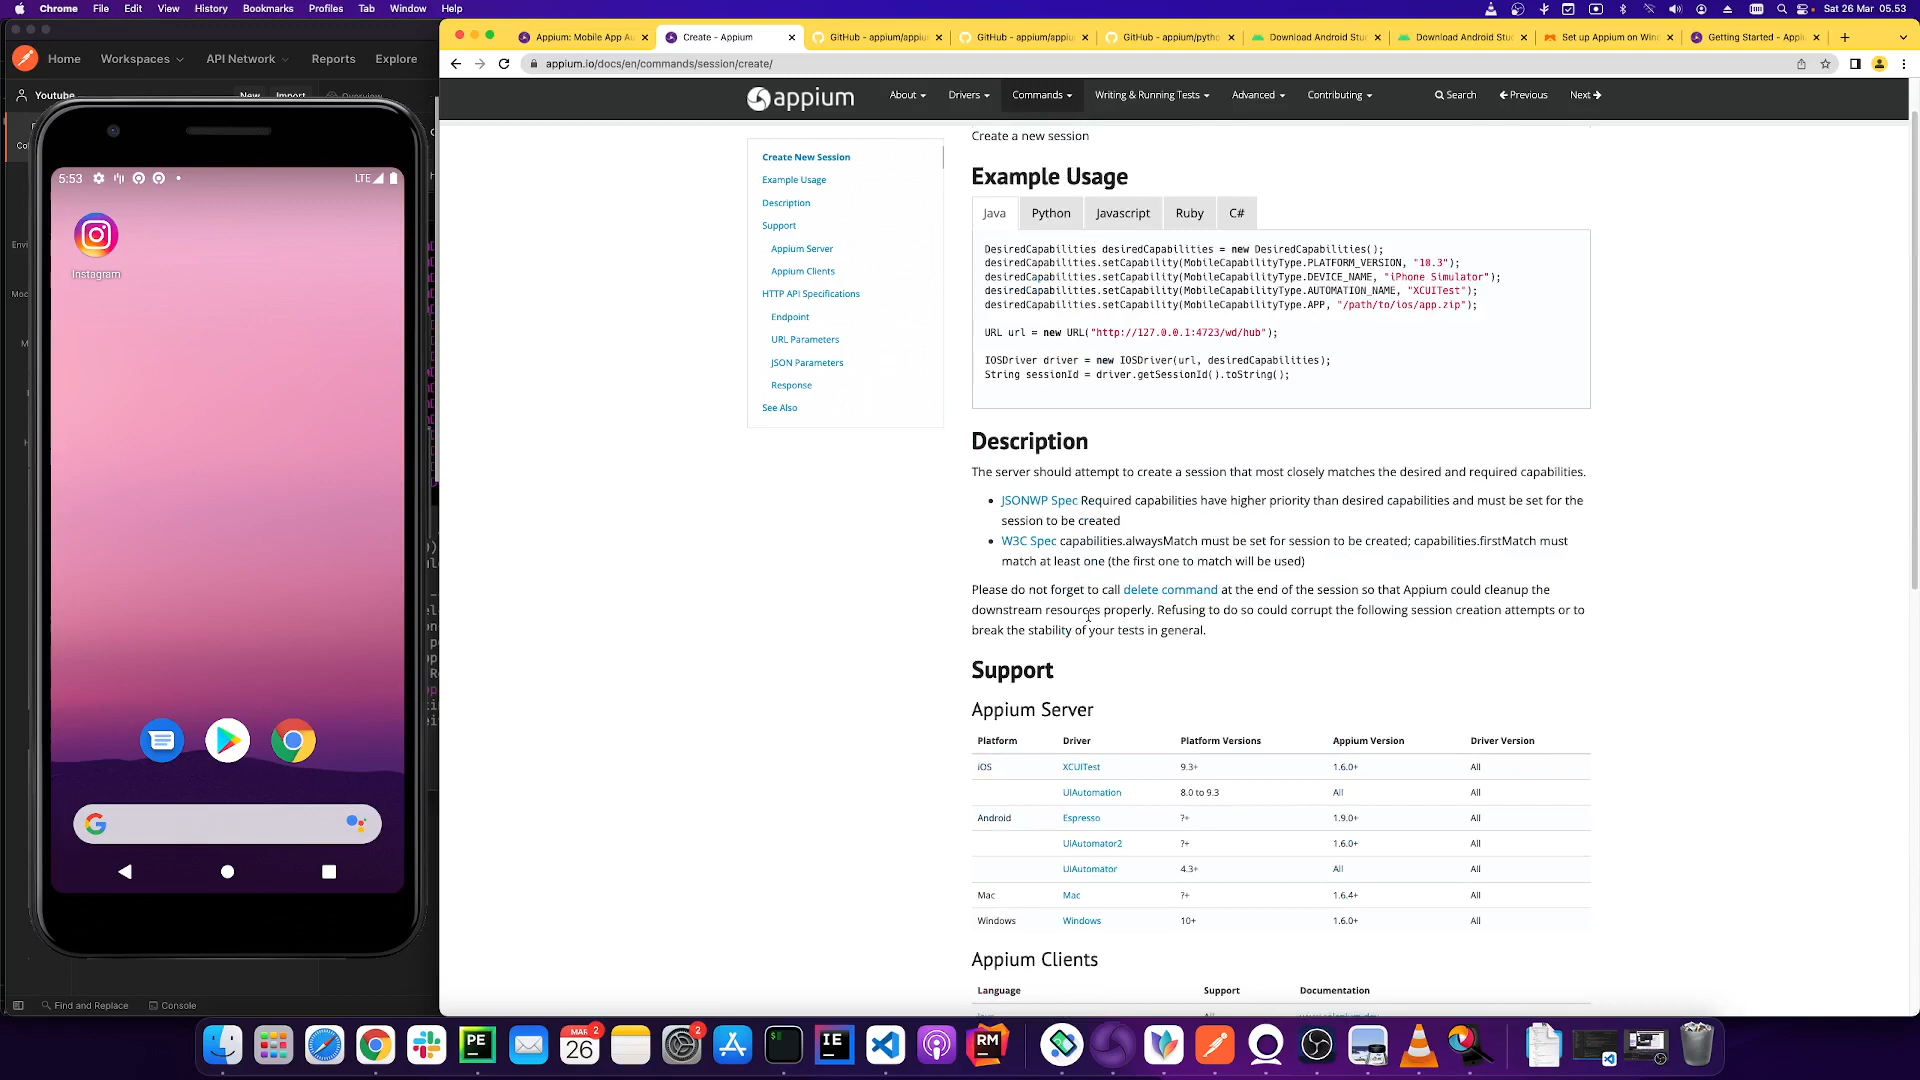 Chrome File Edit View History Bookmarks Profiles Tab Window Help
Sat 26 Mar 05.53
Home Workspaces API Network Reports Explore
Youtube New Import Overview
5:53 LTE
Instagram
Find and Replace Console
Appium: Mobile App Au
Create - Appium
GitHub - appium/appiu
GitHub - appium/appiu
GitHub - appium/pytho
Download Android Stu
Download Android Stu
Set up Appium on Win
Getting Started - Appi
appium.io/docs/en/commands/session/create/
appium About Drivers Commands Writing & Running Tests Advanced Contributing Search Previous Next
Create New Session
Example Usage
Description
Support
Appium Server
Appium Clients
HTTP API Specifications
Endpoint
URL Parameters
JSON Parameters
Response
See Also
Create a new session
Example Usage
Java Python Javascript Ruby C#
DesiredCapabilities desiredCapabilities = new DesiredCapabilities();
desiredCapabilities.setCapability(MobileCapabilityType.PLATFORM_VERSION, "10.3");
desiredCapabilities.setCapability(MobileCapabilityType.DEVICE_NAME, "iPhone Simulator");
desiredCapabilities.setCapability(MobileCapabilityType.AUTOMATION_NAME, "XCUITest");
desiredCapabilities.setCapability(MobileCapabilityType.APP, "/path/to/ios/app.zip");
URL url = new URL("http://127.0.0.1:4723/wd/hub");
IOSDriver driver = new IOSDriver(url, desiredCapabilities);
String sessionId = driver.getSessionId().toString();
Description
The server should attempt to create a session that most closely matches the desired and required capabilities.
• JSONWP Spec Required capabilities have higher priority than desired capabilities and must be set for the
session to be created
• W3C Spec capabilities.alwaysMatch must be set for session to be created; capabilities.firstMatch must
match at least one (the first one to match will be used)
Please do not forget to call delete command at the end of the session so that Appium could cleanup the
downstream resources properly. Refusing to do so could corrupt the following session creation attempts or to
break the stability of your tests in general.
Support
Appium Server
Platform Driver Platform Versions Appium Version Driver Version
iOS XCUITest 9.3+ 1.6.0+ All
UIAutomation 8.0 to 9.3 All All
Android Espresso ?+ 1.9.0+ All
UiAutomator2 ?+ 1.6.0+ All
UiAutomator 4.3+ All All
Mac Mac ?+ 1.6.4+ All
Windows Windows 10+ 1.6.0+ All
Appium Clients
Language Support Documentation
PE
MAR
2
26
2
IE
RM